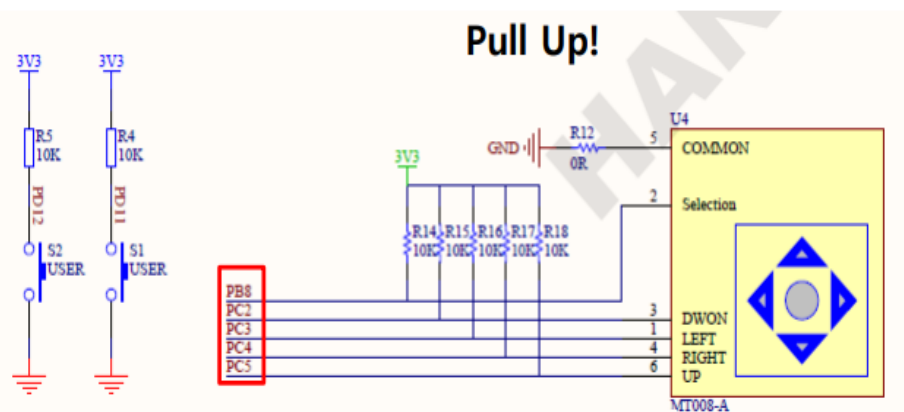 Pull Up!
3V3
3V3
R5
10K
R4
10K
PD12
PD11
S2
USER
S1
USER
3V3
GND
R12
0R
R14
10K
R15
10K
R16
10K
R17
10K
R18
10K
PB8
PC2
PC3
PC4
PC5
U4
5
COMMON
2
Selection
3
DWON
1
LEFT
4
RIGHT
6
UP
MT008-A
HAN